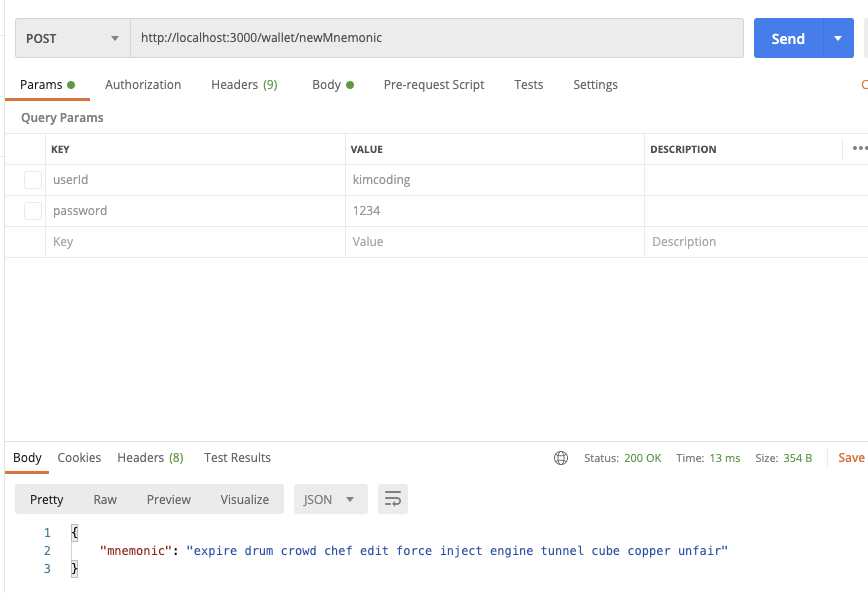 POST http://localhost:3000/wallet/newMnemonic Send
Params Authorization Headers (9) Body Pre-request Script Tests Settings C
Query Params
KEY VALUE DESCRIPTION
userId kimcoding
password 1234
Key Value Description
Body Cookies Headers (8) Test Results Status: 200 OK Time: 13 ms Size: 354 B Save
Pretty Raw Preview Visualize JSON
1 {
2 "mnemonic": "expire drum crowd chef edit force inject engine tunnel cube copper unfair"
3 }